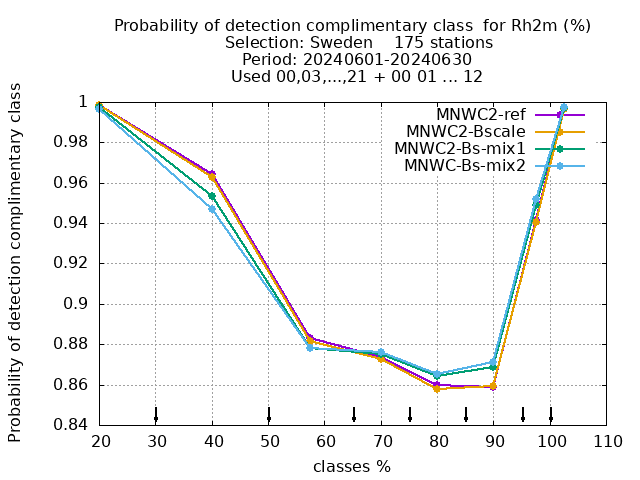 Probability of detection complimentary class  for Rh2m (%)
Selection: Sweden    175 stations
Period: 20240601-20240630
Used 00,03,...,21 + 00 01 ... 12
Probability of detection complimentary class
1
0.98
0.96
0.94
0.92
0.9
0.88
0.86
0.84
MNWC2-ref
MNWC2-Bscale
MNWC2-Bs-mix1
MNWC-Bs-mix2
20 30 40 50 60 70 80 90 100 110
classes %